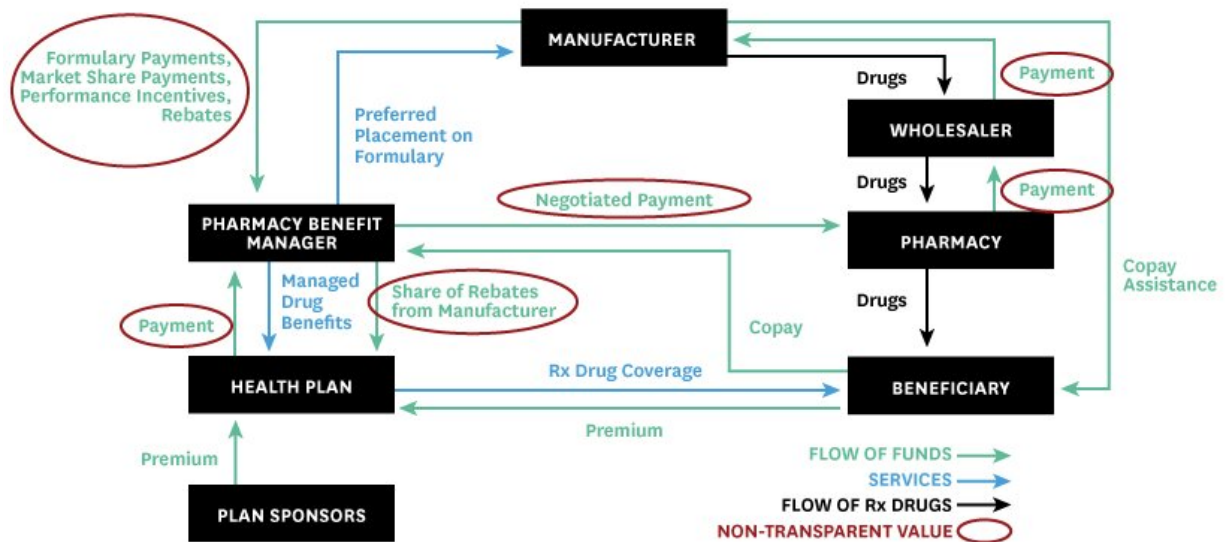 MANUFACTURER
Formulary Payments,
Market Share Payments,
Performance Incentives,
Rebates
Payment
Drugs
Preferred
Placement on
Formulary
WHOLESALER
Drugs
Payment
Negotiated Payment
PHARMACY BENEFIT
MANAGER
PHARMACY
Managed
Drug
Benefits
Share of Rebates
from Manufacturer
Drugs
Copay
Assistance
Payment
Copay
HEALTH PLAN
Rx Drug Coverage
BENEFICIARY
Premium
Premium
PLAN SPONSORS
FLOW OF FUNDS
SERVICES
FLOW OF Rx DRUGS
NON-TRANSPARENT VALUE